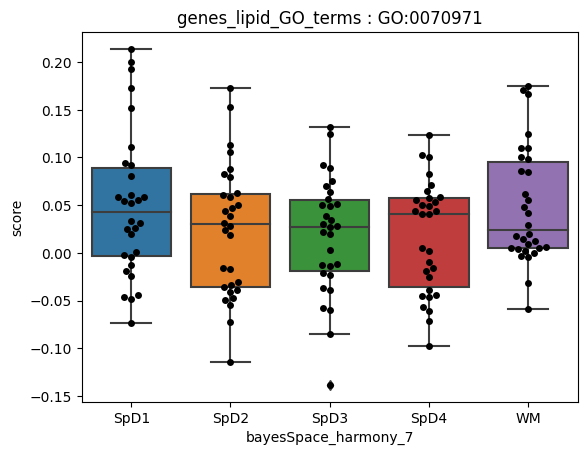 genes_lipid_GO_terms : GO:0070971
0.20
0.15
0.10
0.05
0.00
−0.05
−0.10
−0.15
score
SpD1 SpD2 SpD3 SpD4 WM
bayesSpace_harmony_7